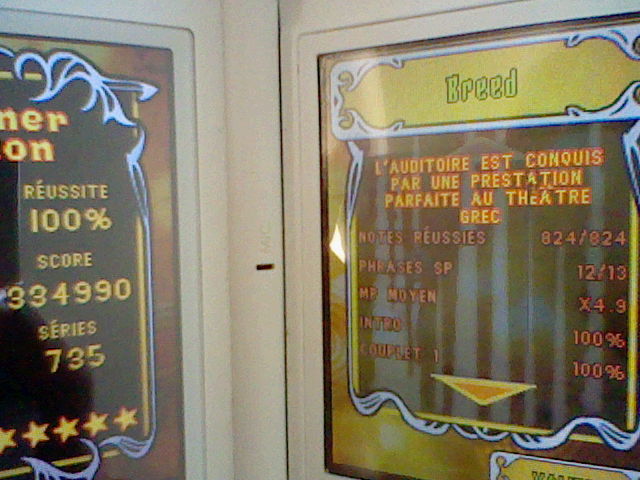 ner
on
RÉUSSITE
100%
SCORE
334990
SÉRIES
735
MIC
Breed
L'AUDITOIRE EST CONQUIS
PAR UNE PRESTATION
PARFAITE AU THÉÂTRE
GREC
NOTES RÉUSSIES 824/824
PHRASES SP 12/13
MP MOYEN X4.9
INTRO 100%
COUPLET 1 100%